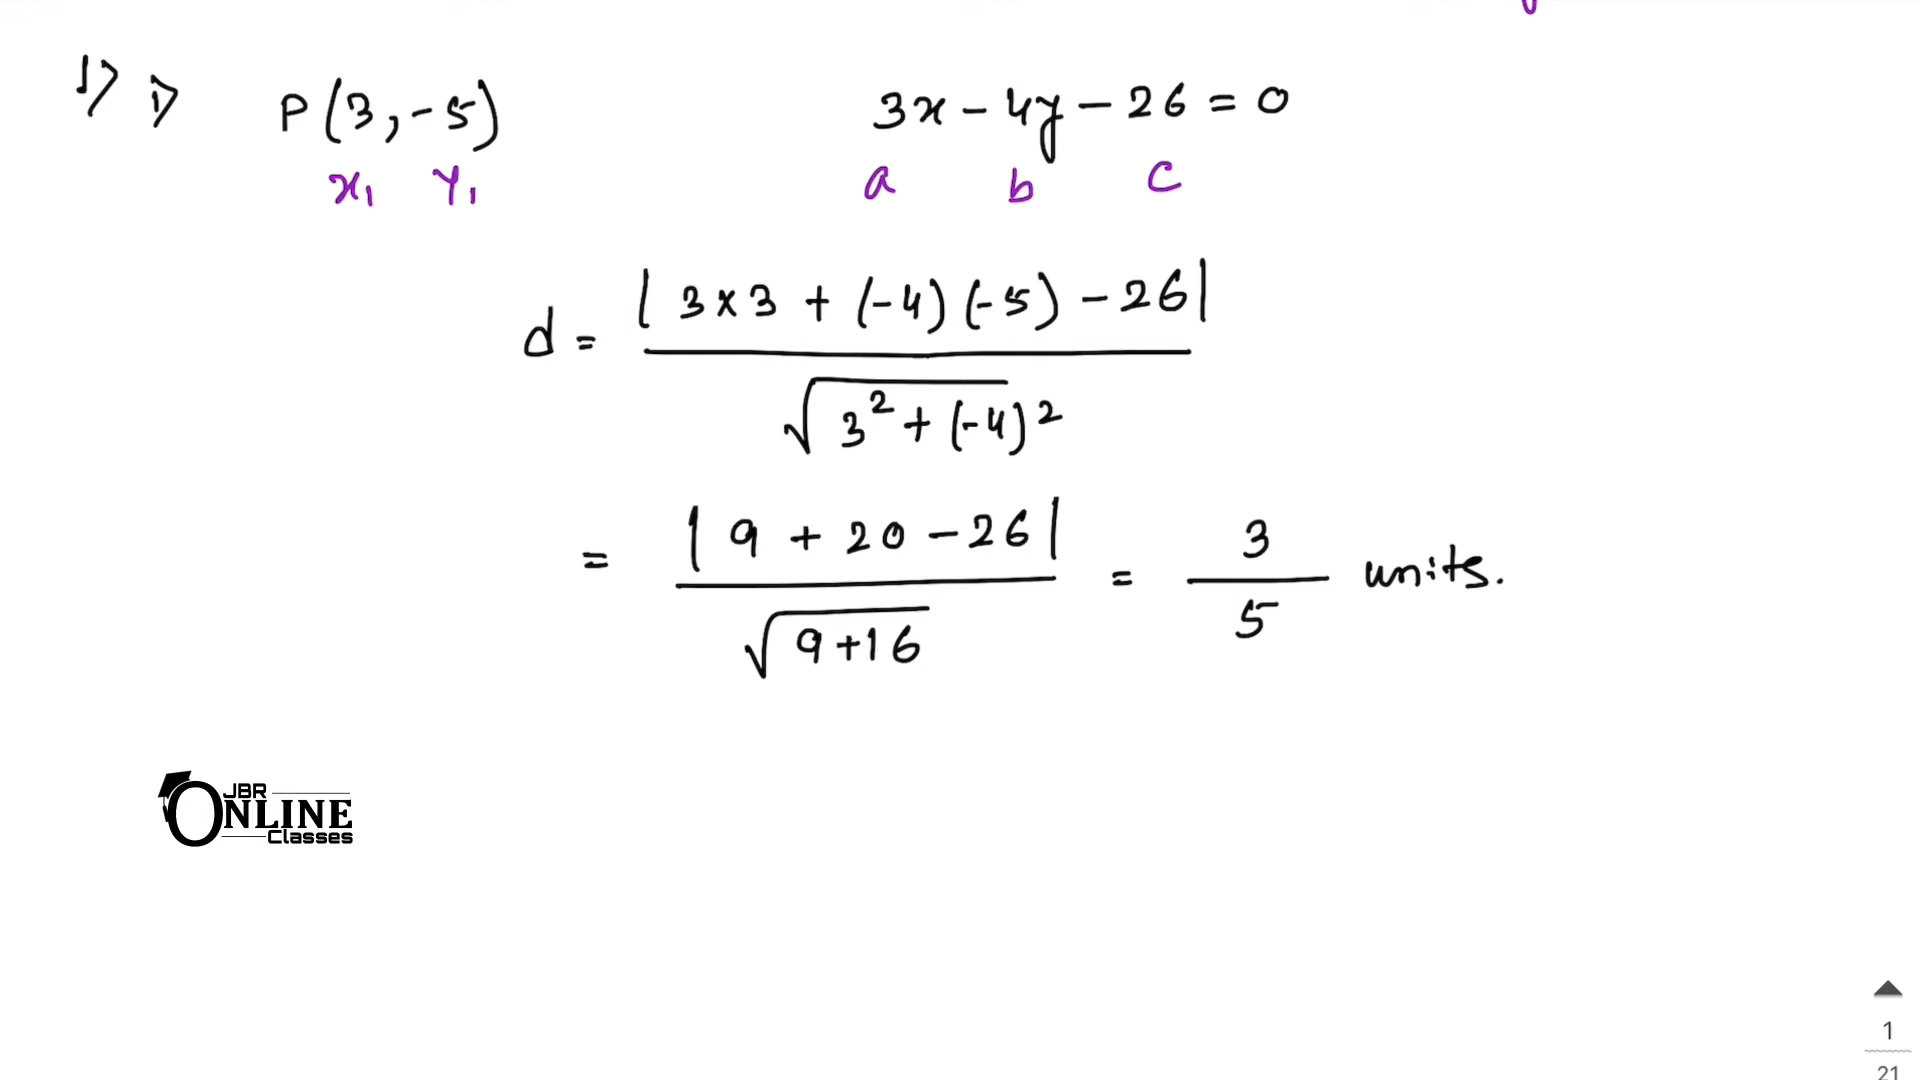 1) i) P(3,-5) 3x - 4y - 26 = 0
x₁ y₁ a b c
d = | 3×3 + (-4)(-5) - 26|
√3² + (-4)²
= | 9 + 20 - 26| = 3 units.
√9+16 5
JBR
ONLINE
Classes
1
21